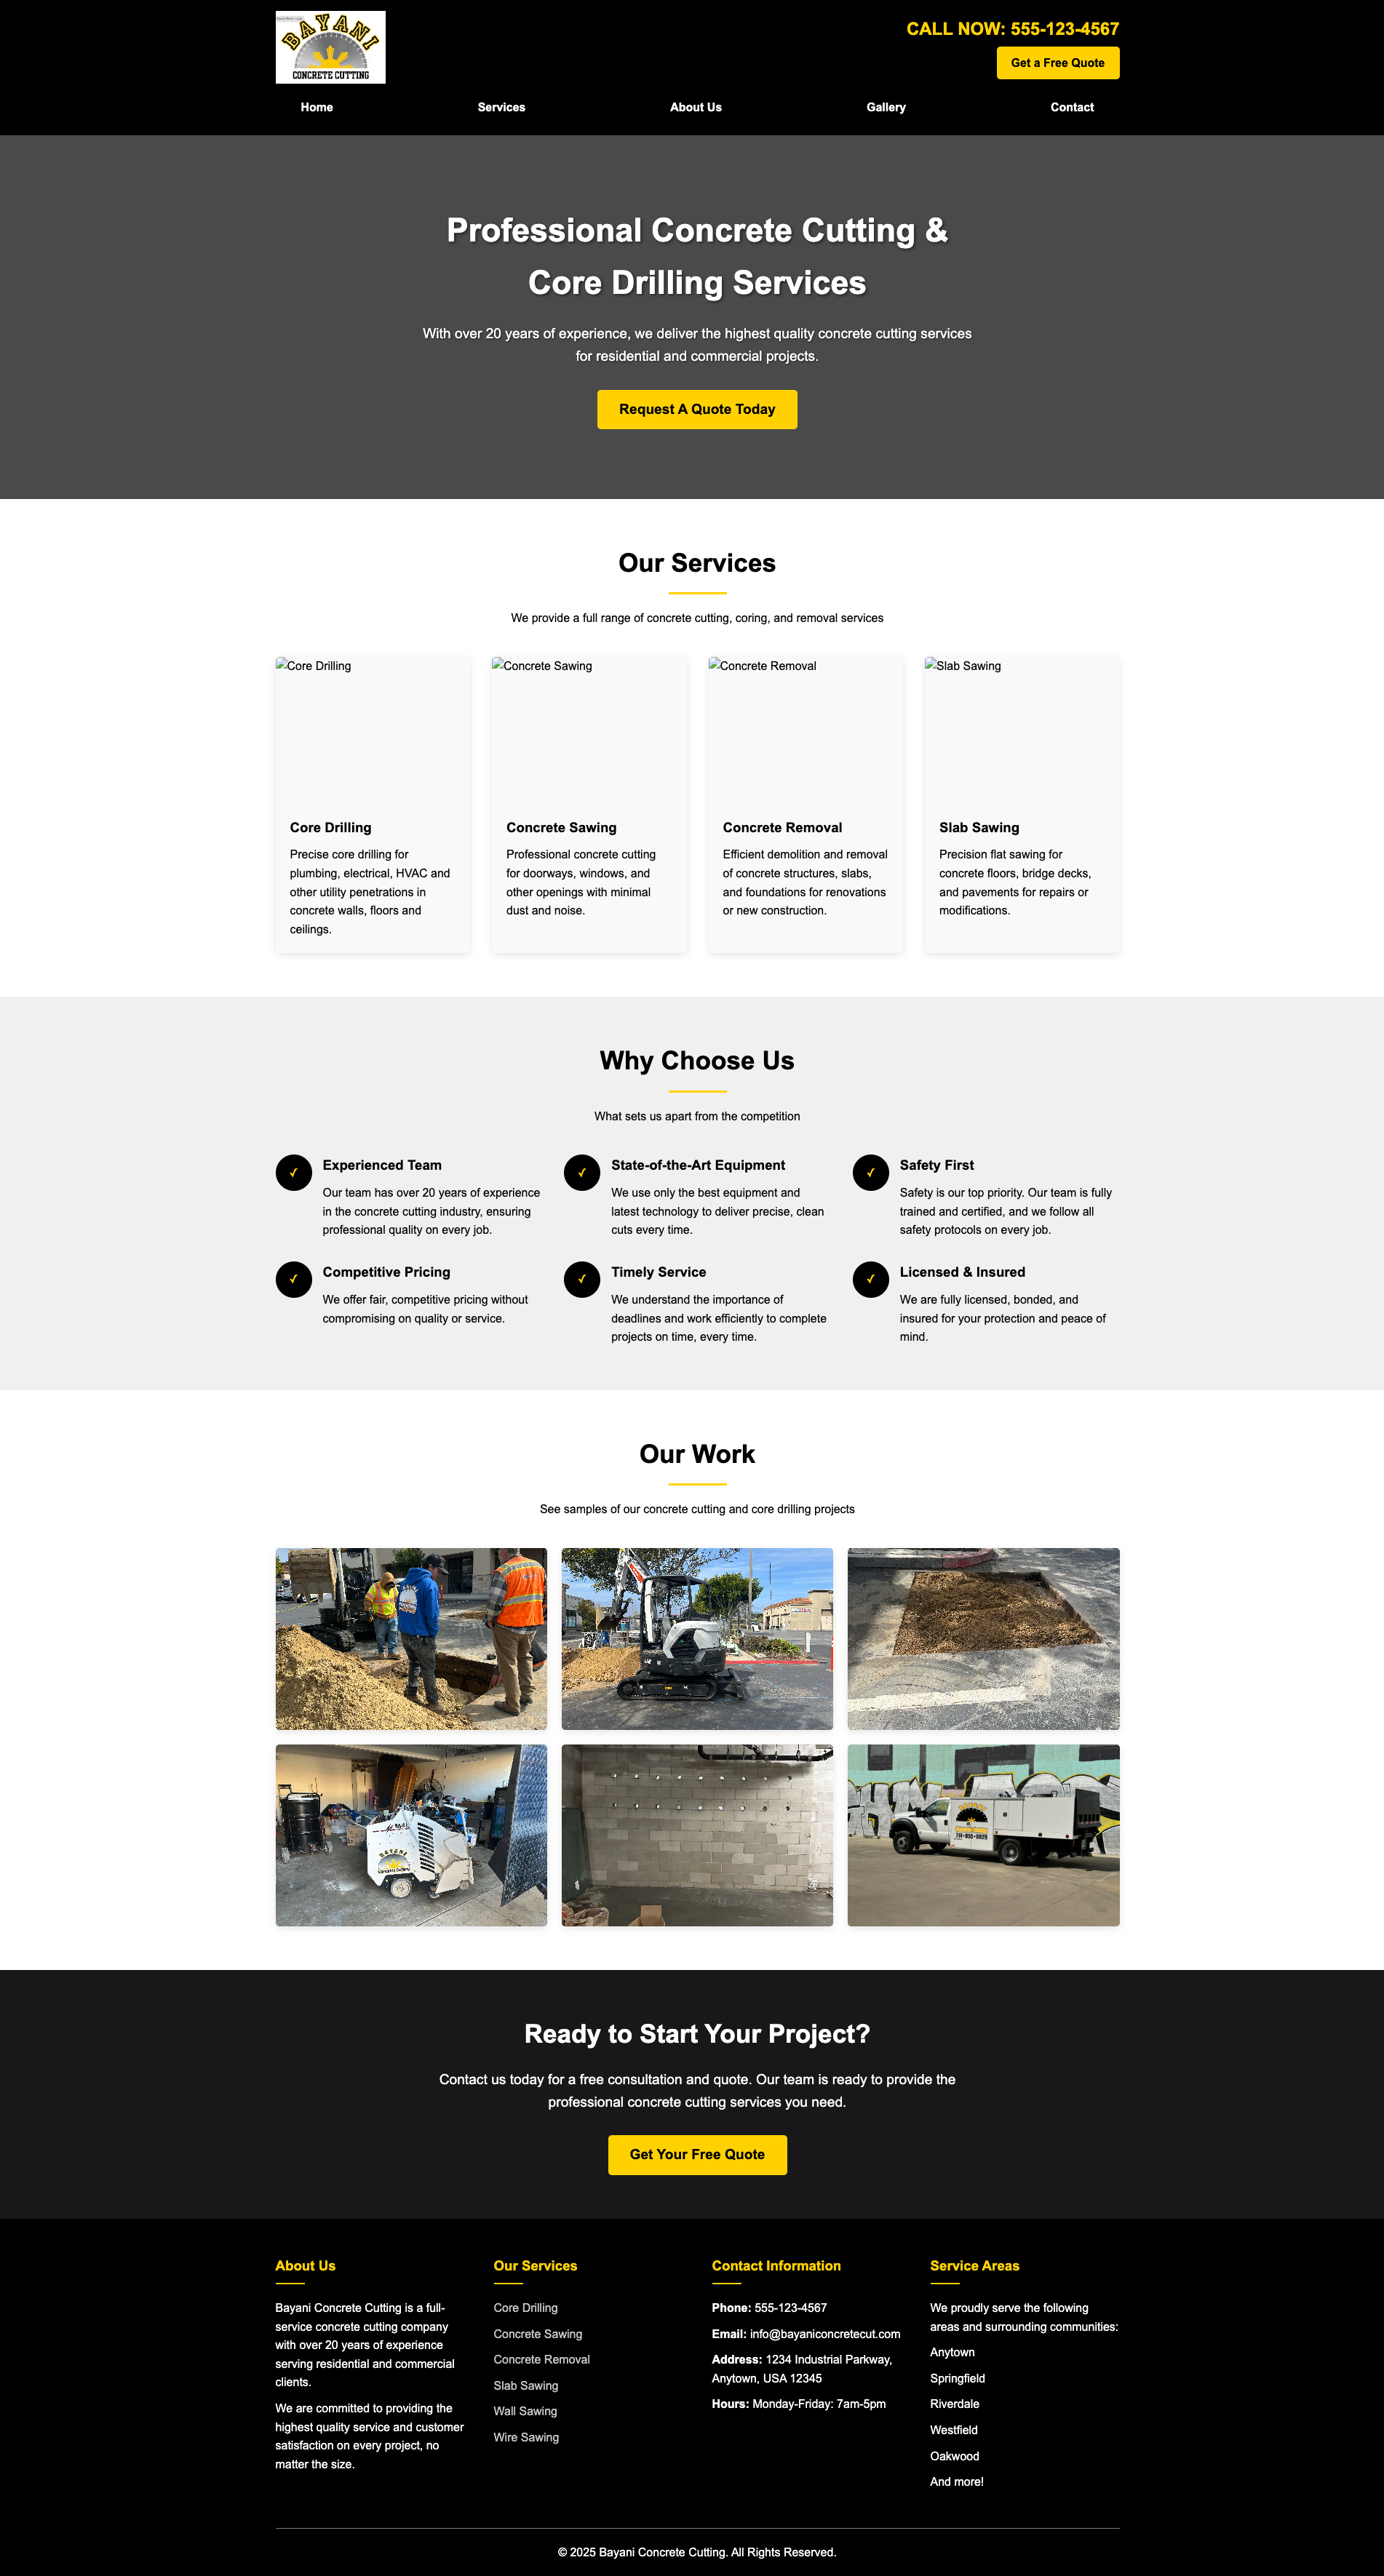 BAYANI
CONCRETE CUTTING
CALL NOW: 555-123-4567
Get a Free Quote
Home
Services
About Us
Gallery
Contact
Professional Concrete Cutting &
Core Drilling Services
With over 20 years of experience, we deliver the highest quality concrete cutting services
for residential and commercial projects.
Request A Quote Today
Our Services
We provide a full range of concrete cutting, coring, and removal services
Core Drilling
Core Drilling
Precise core drilling for
plumbing, electrical, HVAC and
other utility penetrations in
concrete walls, floors and
ceilings.
Concrete Sawing
Concrete Sawing
Professional concrete cutting
for doorways, windows, and
other openings with minimal
dust and noise.
Concrete Removal
Concrete Removal
Efficient demolition and removal
of concrete structures, slabs,
and foundations for renovations
or new construction.
Slab Sawing
Slab Sawing
Precision flat sawing for
concrete floors, bridge decks,
and pavements for repairs or
modifications.
Why Choose Us
What sets us apart from the competition
Experienced Team
Our team has over 20 years of experience
in the concrete cutting industry, ensuring
professional quality on every job.
State-of-the-Art Equipment
We use only the best equipment and
latest technology to deliver precise, clean
cuts every time.
Safety First
Safety is our top priority. Our team is fully
trained and certified, and we follow all
safety protocols on every job.
Competitive Pricing
We offer fair, competitive pricing without
compromising on quality or service.
Timely Service
We understand the importance of
deadlines and work efficiently to complete
projects on time, every time.
Licensed & Insured
We are fully licensed, bonded, and
insured for your protection and peace of
mind.
Our Work
See samples of our concrete cutting and core drilling projects
BAYANI
BAYANI
Ready to Start Your Project?
Contact us today for a free consultation and quote. Our team is ready to provide the
professional concrete cutting services you need.
Get Your Free Quote
About Us
Bayani Concrete Cutting is a full-
service concrete cutting company
with over 20 years of experience
serving residential and commercial
clients.
We are committed to providing the
highest quality service and customer
satisfaction on every project, no
matter the size.
Our Services
Core Drilling
Concrete Sawing
Concrete Removal
Slab Sawing
Wall Sawing
Wire Sawing
Contact Information
Phone: 555-123-4567
Email: info@bayaniconcretecut.com
Address: 1234 Industrial Parkway,
Anytown, USA 12345
Hours: Monday-Friday: 7am-5pm
Service Areas
We proudly serve the following
areas and surrounding communities:
Anytown
Springfield
Riverdale
Westfield
Oakwood
And more!
© 2025 Bayani Concrete Cutting. All Rights Reserved.